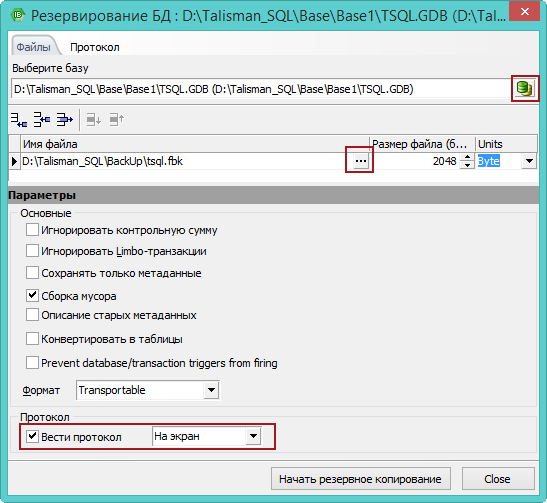 Резервирование БД : D:\Talisman_SQL\Base\Base1\TSQL.GDB (D:\Tal...
Файлы Протокол
Выберите базу
D:\Talisman_SQL\Base\Base1\TSQL.GDB (D:\Talisman_SQL\Base\Base1\TSQL.GDB)
Имя файла Размер файла (б... Units
D:\Talisman_SQL\BackUp\tsql.fbk ... 2048 Byte
Параметры
Основные
Игнорировать контрольную сумму
Игнорировать Limbo-транзакции
Сохранять только метаданные
Сборка мусора
Описание старых метаданных
Конвертировать в таблицы
Prevent database/transaction triggers from firing
Формат Transportable
Протокол
Вести протокол На экран
Начать резервное копирование Close